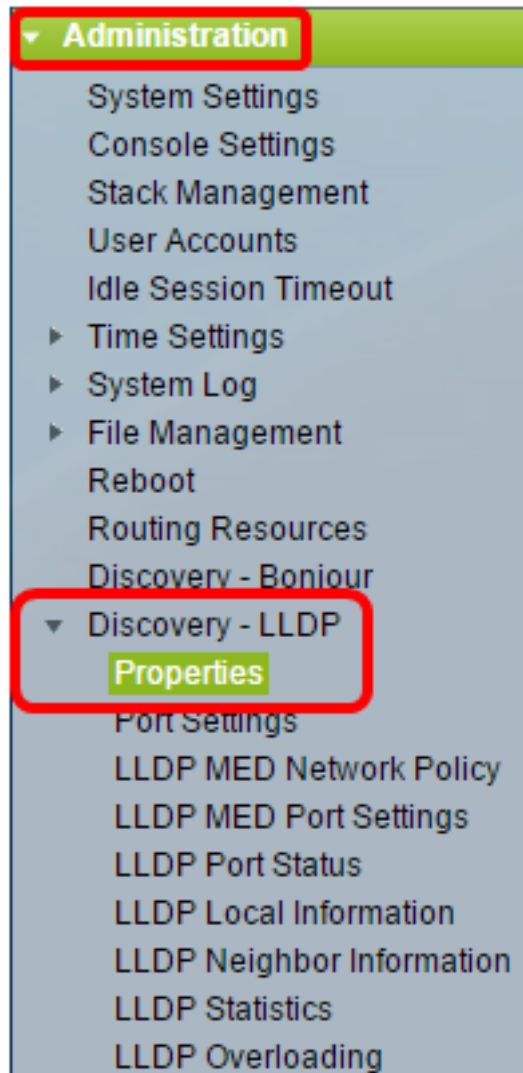 Administration
System Settings
Console Settings
Stack Management
User Accounts
Idle Session Timeout
Time Settings
System Log
File Management
Reboot
Routing Resources
Discovery - Bonjour
Discovery - LLDP
Properties
Port Settings
LLDP MED Network Policy
LLDP MED Port Settings
LLDP Port Status
LLDP Local Information
LLDP Neighbor Information
LLDP Statistics
LLDP Overloading